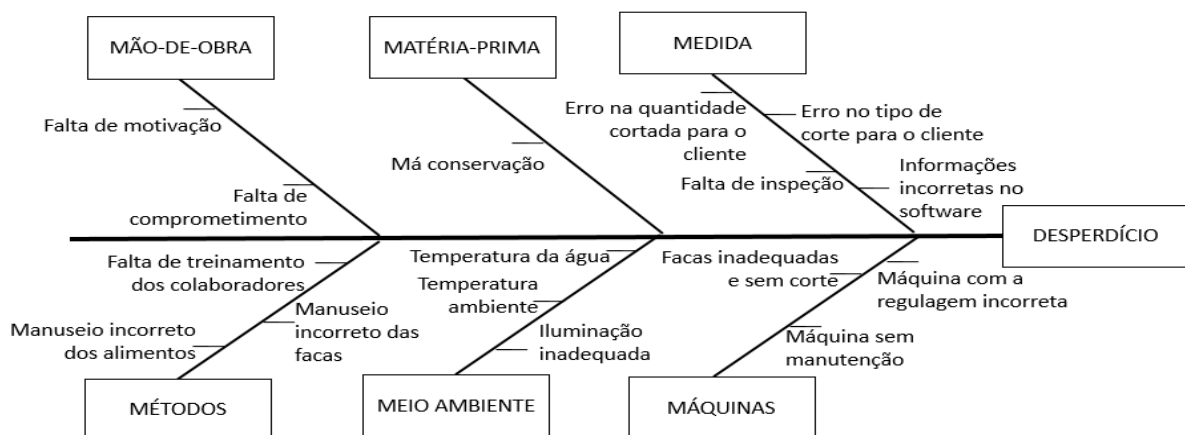 MÃO-DE-OBRA
MATÉRIA-PRIMA
MEDIDA
Falta de motivação
Falta de
comprometimento
Má conservação
Erro na quantidade
cortada para o
cliente
Falta de inspeção
Erro no tipo de
corte para o cliente
Informações
incorretas no
software
DESPERDÍCIO
Falta de treinamento
dos colaboradores
Manuseio incorreto
dos alimentos
Manuseio
incorreto das
facas
Temperatura da água
Temperatura
ambiente
Iluminação
inadequada
Facas inadequadas
e sem corte
Máquina com a
regulagem incorreta
Máquina sem
manutenção
MÉTODOS
MEIO AMBIENTE
MÁQUINAS